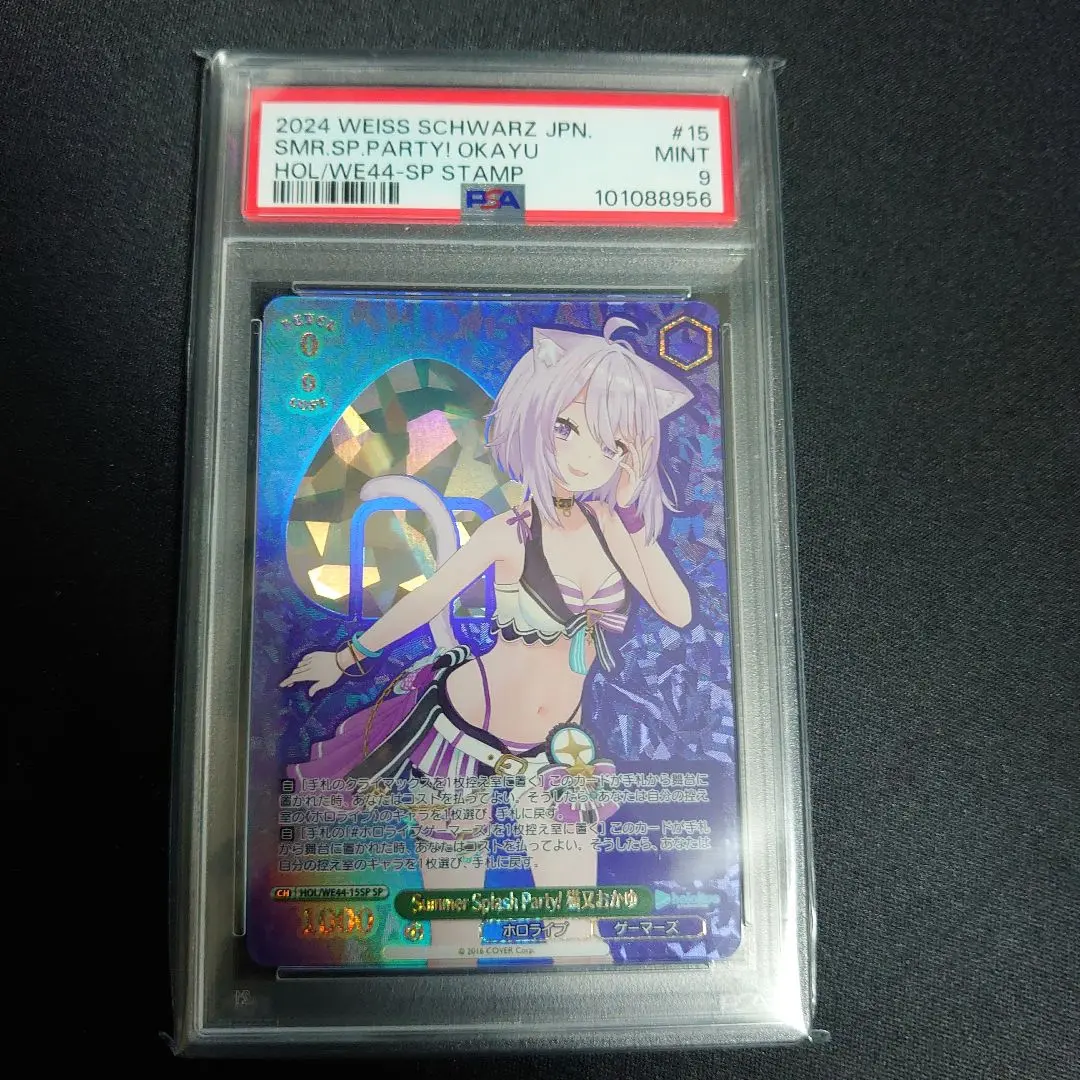 2024 WEISS SCHWARZ JPN. #15
SMR.SP.PARTY! OKAYU MINT
HOL/WE44-SP STAMP 9
PSA 101088956
0
0
COST
自［手札のクライマックスを1枚控え室に置く］このカードが手札から舞台に
置かれた時、あなたはコストを払ってよい。そうしたら、あなたは自分の控え
室の《ホロライブ》のキャラを1枚選び、手札に戻す。
自［手札の「#ホロライブゲーマーズ」を1枚控え室に置く］このカードが手札
から舞台に置かれた時、あなたはコストを払ってよい。そうしたら、あなたは
自分の控え室のキャラを1枚選び、手札に戻す。
CH HOL/WE44-15SP SP
Summer Splash Party! 猫又おかゆ
1000
ホロライブ ゲーマーズ
© 2016 COVER Corp.